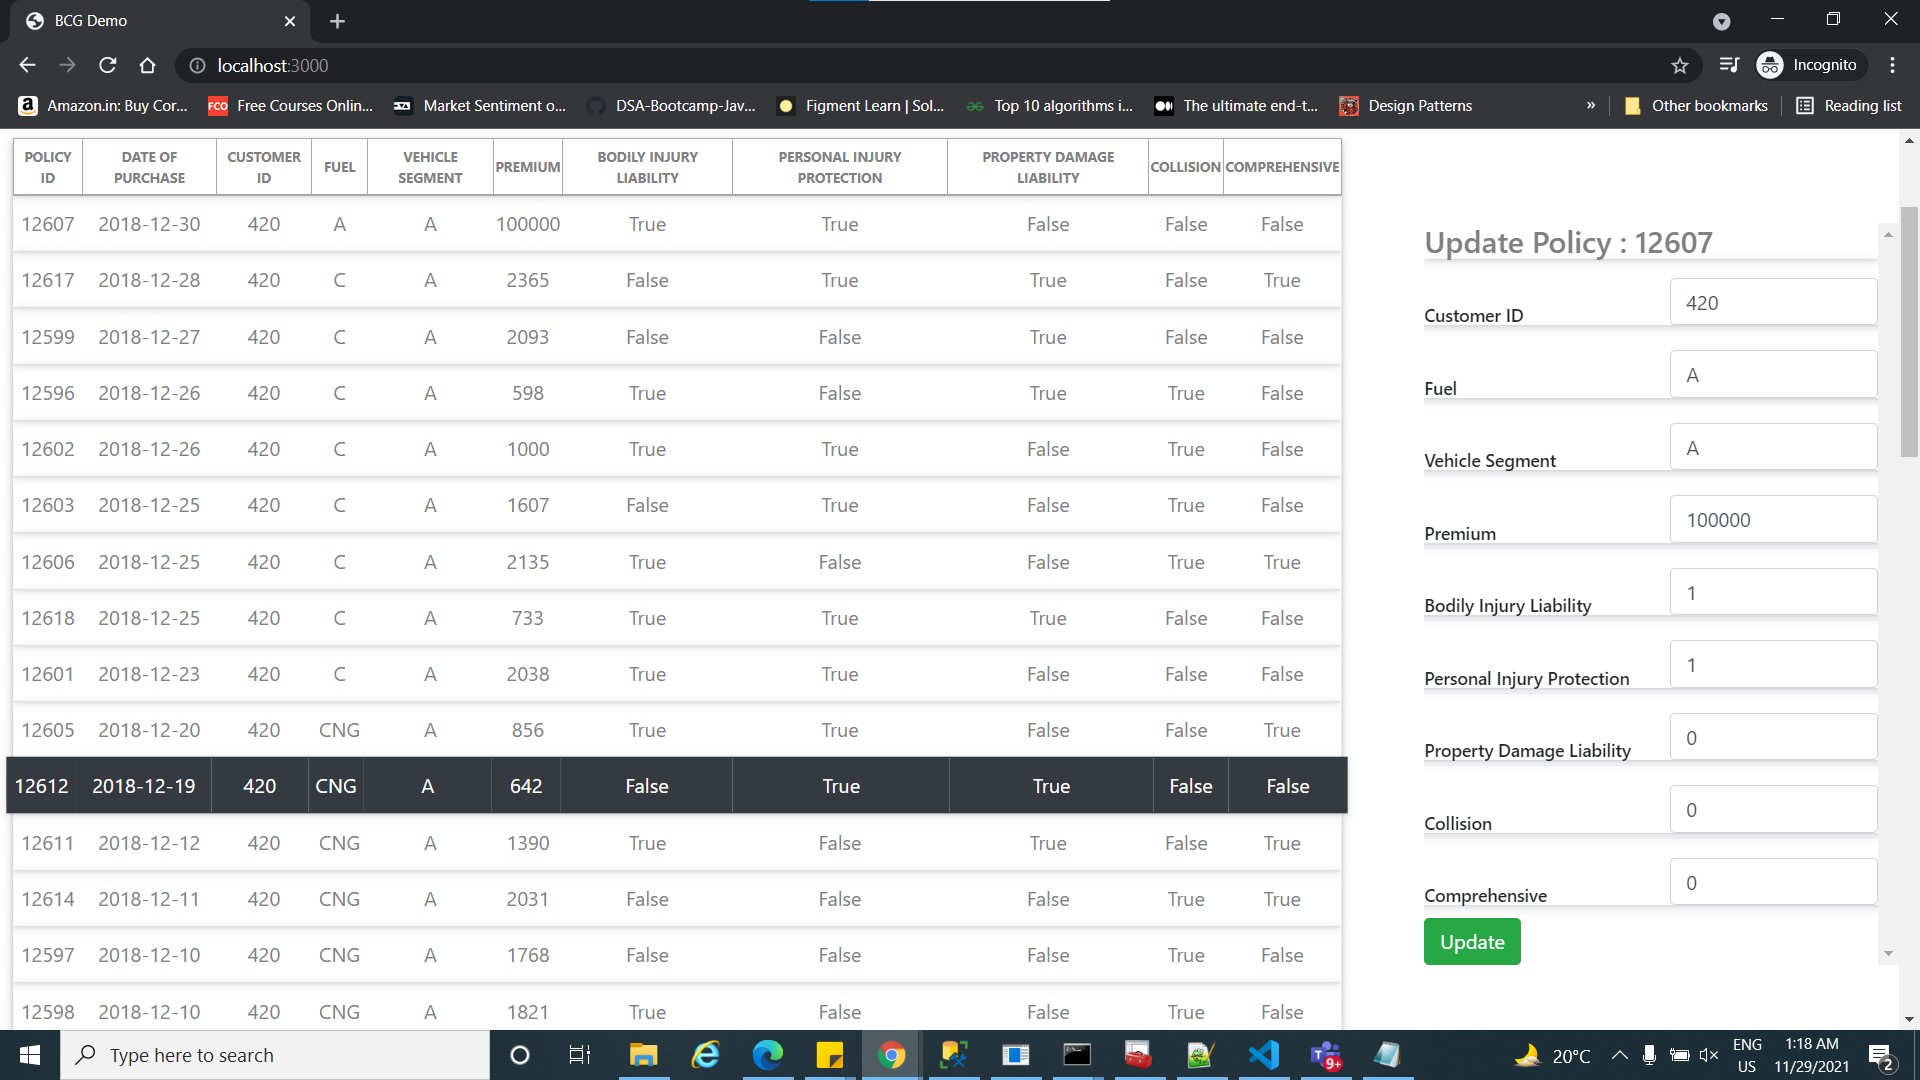 BCG Demo
localhost:3000
Incognito
Amazon.in: Buy Cor...
FCO Free Courses Onlin...
Market Sentiment o...
DSA-Bootcamp-Jav...
Figment Learn | Sol...
Top 10 algorithms i...
The ultimate end-t...
Design Patterns
»
Other bookmarks
Reading list
POLICY ID DATE OF PURCHASE CUSTOMER ID FUEL VEHICLE SEGMENT PREMIUM BODILY INJURY LIABILITY PERSONAL INJURY PROTECTION PROPERTY DAMAGE LIABILITY COLLISION COMPREHENSIVE
12607 2018-12-30 420 A A 100000 True True False False False
12617 2018-12-28 420 C A 2365 False True True False True
12599 2018-12-27 420 C A 2093 False False True False False
12596 2018-12-26 420 C A 598 True False True True False
12602 2018-12-26 420 C A 1000 True True False True False
12603 2018-12-25 420 C A 1607 False True False True False
12606 2018-12-25 420 C A 2135 True False False True True
12618 2018-12-25 420 C A 733 True True True False False
12601 2018-12-23 420 C A 2038 True True False False False
12605 2018-12-20 420 CNG A 856 True True False False True
12612 2018-12-19 420 CNG A 642 False True True False False
12611 2018-12-12 420 CNG A 1390 True False True False True
12614 2018-12-11 420 CNG A 2031 False False False True True
12597 2018-12-10 420 CNG A 1768 False False False True False
12598 2018-12-10 420 CNG A 1821 True False False True False
Update Policy : 12607
Customer ID 420
Fuel A
Vehicle Segment A
Premium 100000
Bodily Injury Liability 1
Personal Injury Protection 1
Property Damage Liability 0
Collision 0
Comprehensive 0
Update
Type here to search
9+
20°C
ENG
US
1:18 AM
11/29/2021
2